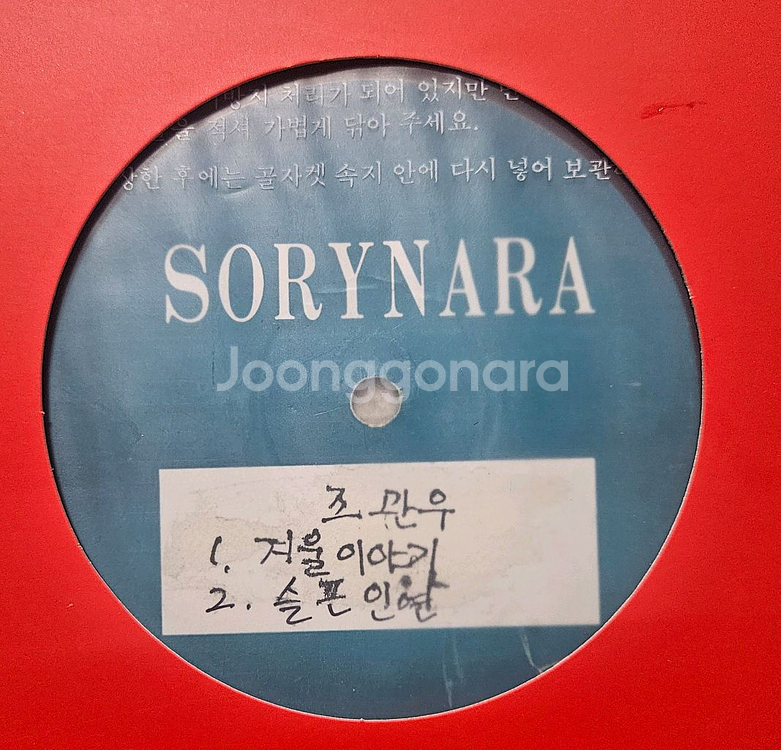 방지 처리가 되어 있지만
을 적셔 가볍게 닦아 주세요.
한 후에는 골자켓 속지 안에 다시 넣어 보관
SORYNARA
Joonggonara
조관우
1. 겨울이야기
2. 슬픈인연